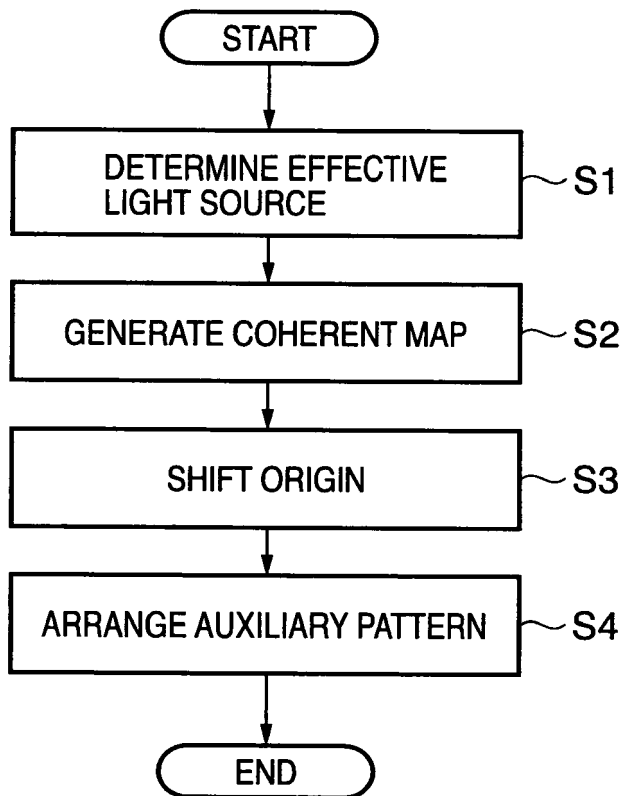 START
DETERMINE EFFECTIVE
LIGHT SOURCE
S1
GENERATE COHERENT MAP
S2
SHIFT ORIGIN
S3
ARRANGE AUXILIARY PATTERN
S4
END